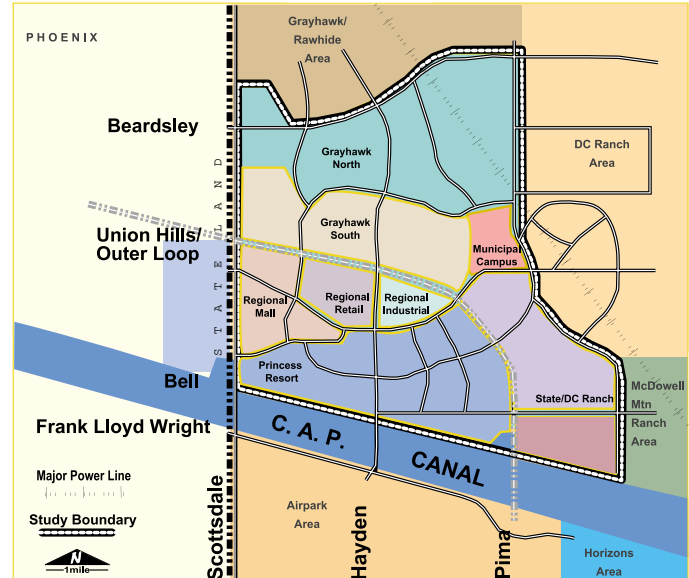 PHOENIX
Grayhawk/
Rawhide
Area
Beardsley
Grayhawk
North
DC Ranch
Area
STATE LAND
Grayhawk
South
Union Hills/
Outer Loop
Municipal
Campus
Regional
Mall
Regional
Retail
Regional
Industrial
Princess
Resort
Bell
State/DC Ranch
McDowell
Mtn
Ranch
Area
Frank Lloyd Wright
C. A. P.
CANAL
Major Power Line
Study Boundary
N
1mile
Scottsdale
Airpark
Area
Hayden
Pima
Horizons
Area